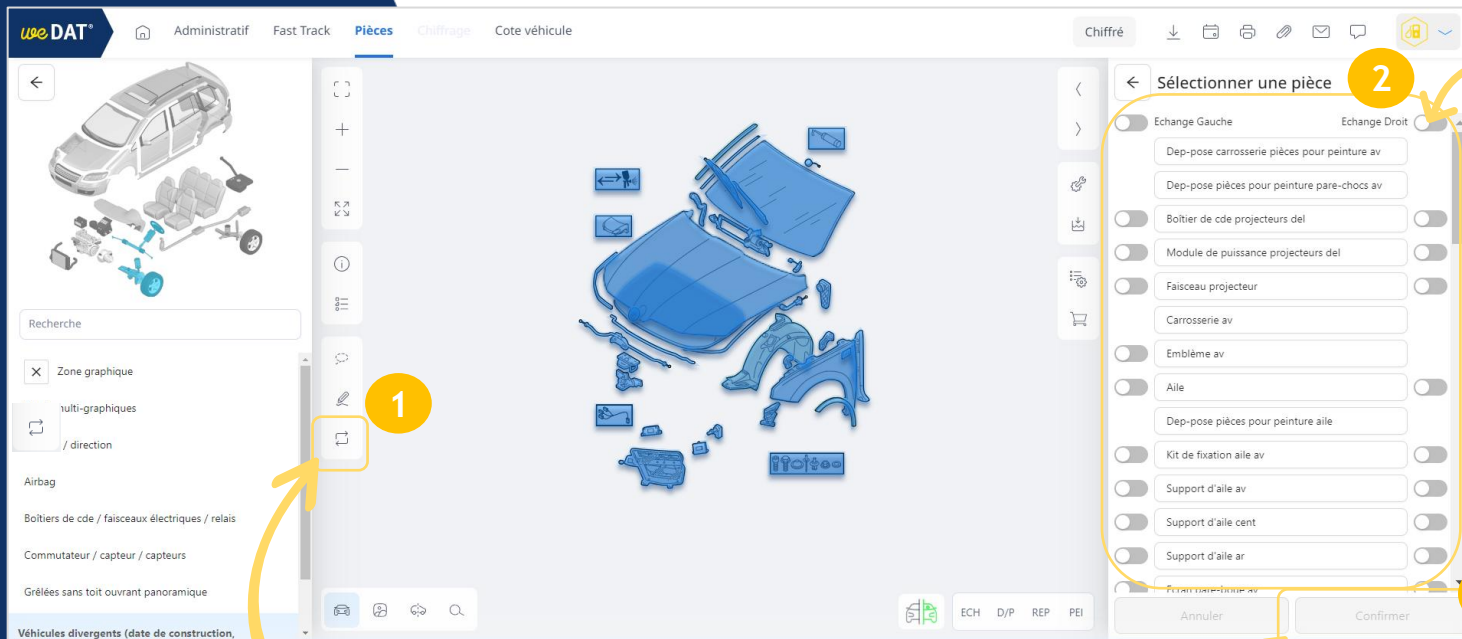 weDAT®
Administratif
Fast Track
Pièces
Chiffrage
Cote véhicule
Chiffré
Recherche
Zone graphique
multi-graphiques
/ direction
Airbag
Boîtiers de cde / faisceaux électriques / relais
Commutateur / capteur / capteurs
Grêlées sans toit ouvrant panoramique
Véhicules divergents (date de construction,
1
ECH
D/P
REP
PEI
Sélectionner une pièce
2
Echange Gauche
Echange Droit
Dep-pose carrosserie pièces pour peinture av
Dep-pose pièces pour peinture pare-chocs av
Boîtier de cde projecteurs del
Module de puissance projecteurs del
Faisceau projecteur
Carrosserie av
Emblème av
Aile
Dep-pose pièces pour peinture aile
Kit de fixation aile av
Support d'aile av
Support d'aile cent
Support d'aile ar
Ecran pare-boue av
Annuler
Confirmer